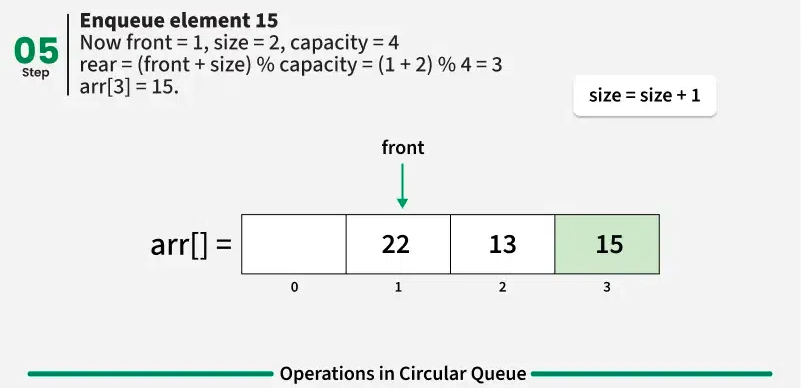 05
Step
Enqueue element 15
Now front = 1, size = 2, capacity = 4
rear = (front + size) % capacity = (1 + 2) % 4 = 3
arr[3] = 15.
size = size + 1
front
arr[] =
22 13 15
0 1 2 3
Operations in Circular Queue